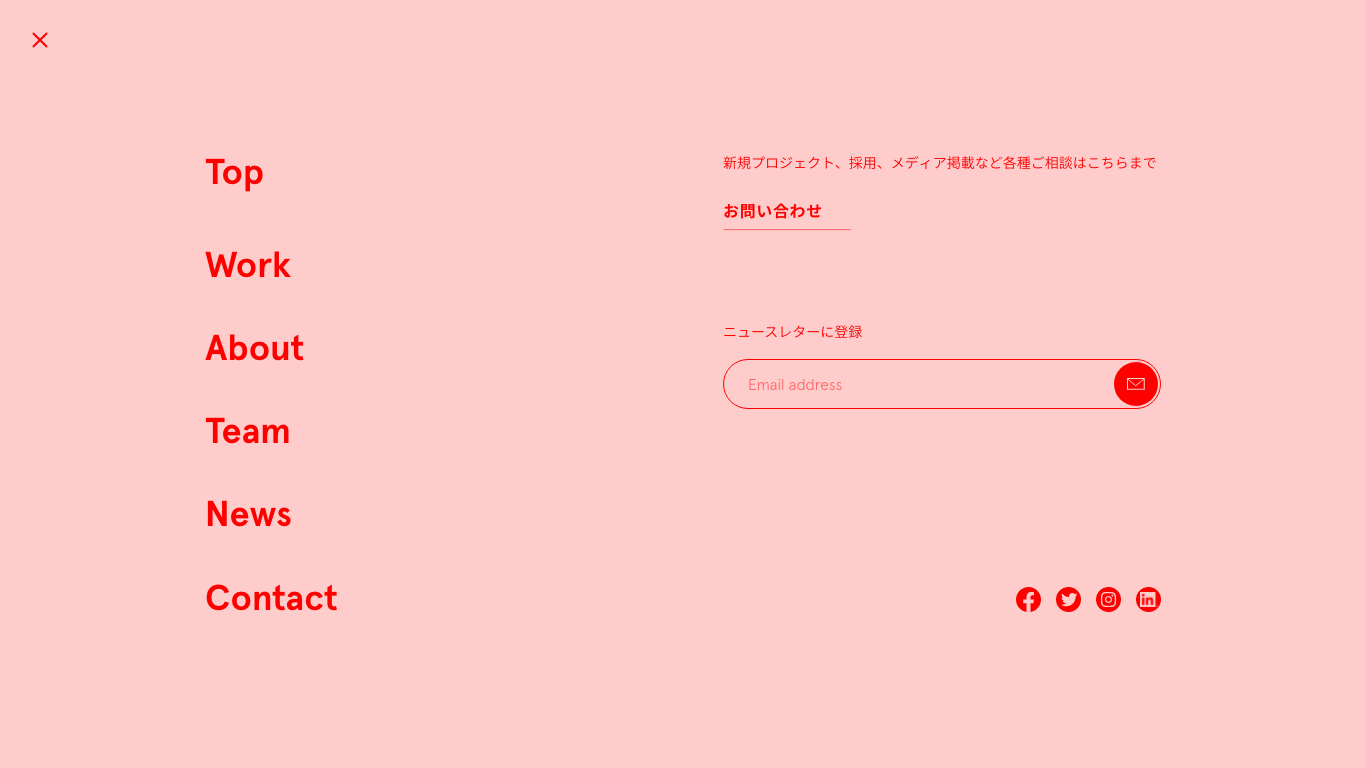 Top
Work
About
Team
News
Contact
新規プロジェクト、採用、メディア掲載など各種ご相談はこちらまで
お問い合わせ
ニュースレターに登録
Email address